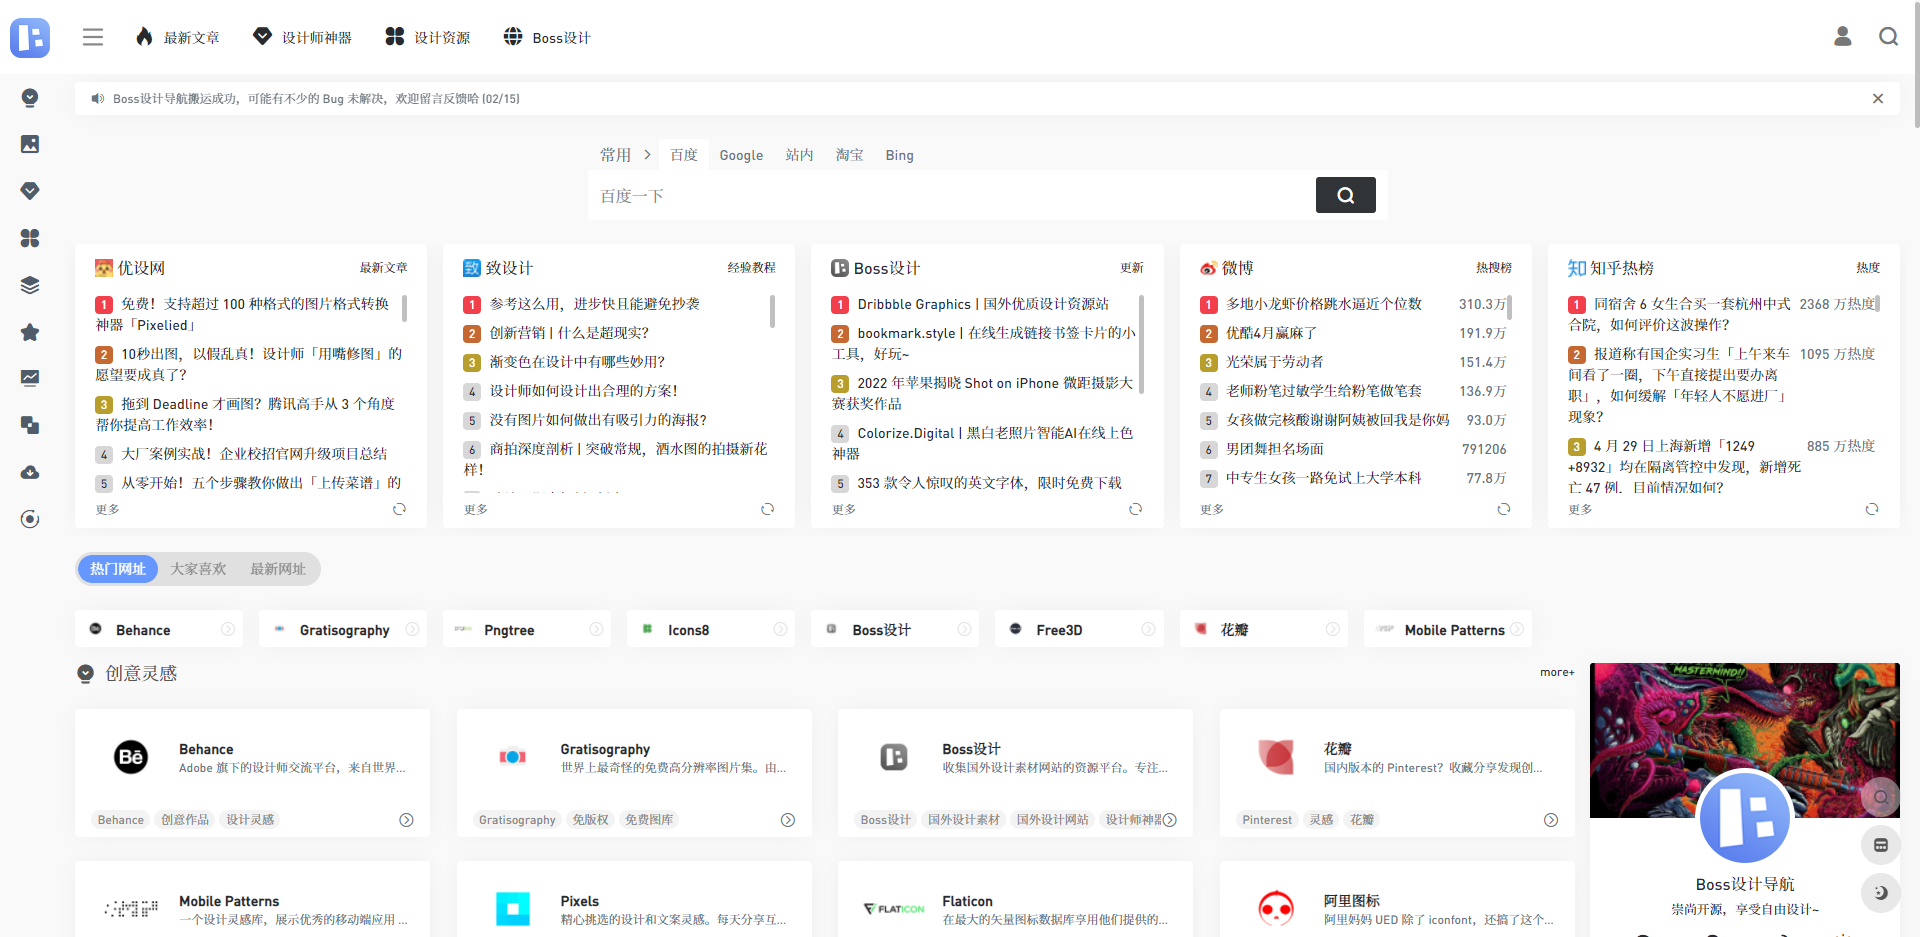 最新文章 设计师神器 设计资源 Boss设计
Boss设计导航搬运成功，可能有不少的 Bug 未解决，欢迎留言反馈哈 (02/15)
常用 百度 Google 站内 淘宝 Bing
百度一下
优设网 最新文章
1 免费！支持超过 100 种格式的图片格式转换
神器「Pixelied」
2 10秒出图，以假乱真！设计师「用嘴修图」的
愿望要成真了？
3 拖到 Deadline 才画图？腾讯高手从 3 个角度
帮你提高工作效率！
4 大厂案例实战！企业校招官网升级项目总结
5 从零开始！五个步骤教你做出「上传菜谱」的
更多
致 致设计 经验教程
1 参考这么用，进步快且能避免抄袭
2 创新营销 | 什么是超现实？
3 渐变色在设计中有哪些妙用？
4 设计师如何设计出合理的方案！
5 没有图片如何做出有吸引力的海报？
6 商拍深度剖析 | 突破常规，酒水图的拍摄新花
样！
更多
Boss设计 更新
1 Dribbble Graphics | 国外优质设计资源站
2 bookmark.style | 在线生成链接书签卡片的小
工具，好玩~
3 2022 年苹果揭晓 Shot on iPhone 微距摄影大
赛获奖作品
4 Colorize.Digital | 黑白老照片智能AI在线上色
神器
5 353 款令人惊叹的英文字体，限时免费下载
更多
微博 热搜榜
1 多地小龙虾价格跳水逼近个位数 310.3万
2 优酷4月赢麻了 191.9万
3 光荣属于劳动者 151.4万
4 老师粉笔过敏学生给粉笔做笔套 136.9万
5 女孩做完核酸谢谢阿姨被回我是你妈 93.0万
6 男团舞担名场面 791206
7 中专生女孩一路免试上大学本科 77.8万
更多
知 知乎热榜 热度
1 同宿舍 6 女生合买一套杭州中式 2368 万热度
合院，如何评价这波操作？
2 报道称有国企实习生「上午来车 1095 万热度
间看了一圈，下午直接提出要办离
职」，如何缓解「年轻人不愿进厂」
现象？
3 4 月 29 日上海新增「1249 885 万热度
+8932」均在隔离管控中发现，新增死
亡 47 例，目前情况如何？
更多
热门网址 大家喜欢 最新网址
Behance Gratisography Pngtree Icons8 Boss设计 Free3D 花瓣 Mobile Patterns
创意灵感 more+
Bē Behance
Adobe 旗下的设计师交流平台，来自世界...
Behance 创意作品 设计灵感
Gratisography
世界上最奇怪的免费高分辨率图片集。由...
Gratisography 免版权 免费图库
Boss设计
收集国外设计素材网站的资源平台。专注...
Boss设计 国外设计素材 国外设计网站 设计师神器
花瓣
国内版本的 Pinterest？收藏分享发现创...
Pinterest 灵感 花瓣
MASTERMIND!!
Mobile Patterns
一个设计灵感库，展示优秀的移动端应用 ...
Pixels
精心挑选的设计和文案灵感。每天分享互...
FLATICON Flaticon
在最大的矢量图标数据库享用他们提供的...
阿里图标
阿里妈妈 UED 除了 iconfont，还搞了这个...
Boss设计导航
崇尚开源，享受自由设计~